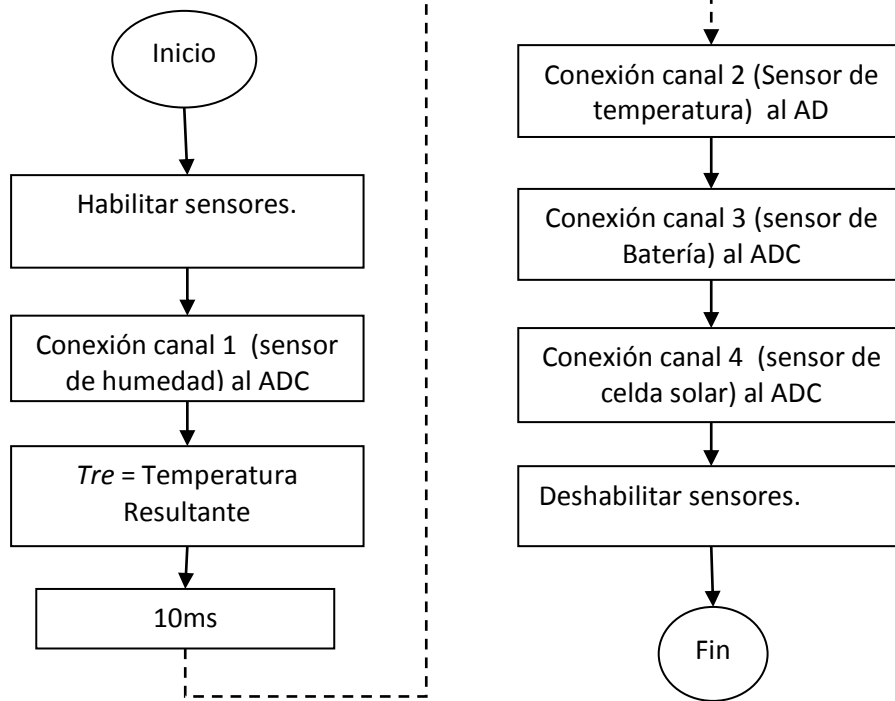 Inicio
Habilitar sensores.
Conexión canal 1 (sensor
de humedad) al ADC
Tre = Temperatura
Resultante
10ms
Conexión canal 2 (Sensor de
temperatura) al AD
Conexión canal 3 (sensor de
Batería) al ADC
Conexión canal 4 (sensor de
celda solar) al ADC
Deshabilitar sensores.
Fin